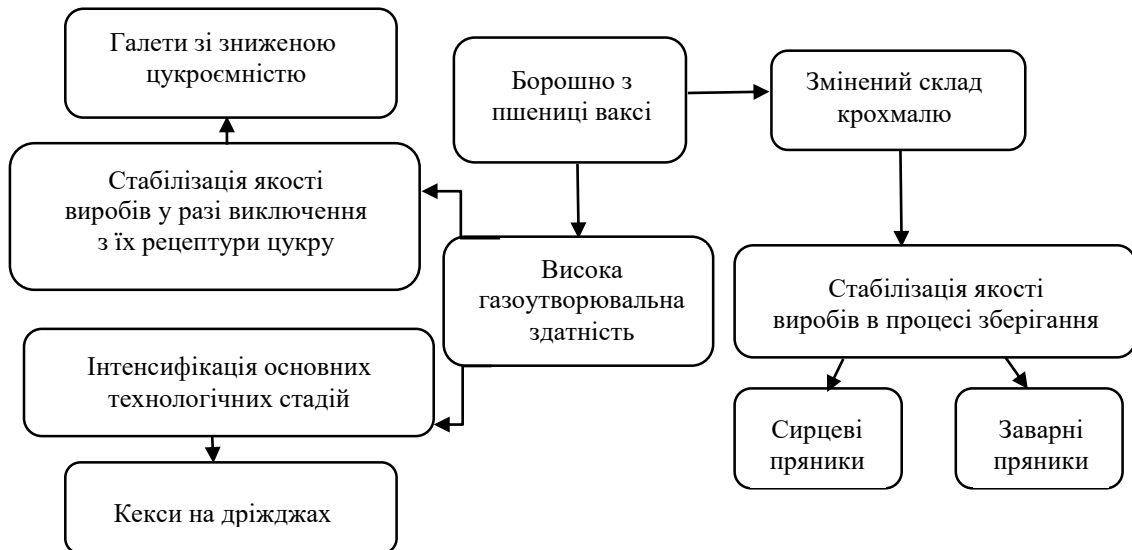 Галети зі зниженою
цукроємністю
Борошно з
пшениці ваксі
Змінений склад
крохмалю
Стабілізація якості
виробів у разі виключення
з їх рецептури цукру
Висока
газоутворювальна
здатність
Стабілізація якості
виробів в процесі зберігання
Інтенсифікація основних
технологічних стадій
Сирцеві
пряники
Заварні
пряники
Кекси на дріжджах